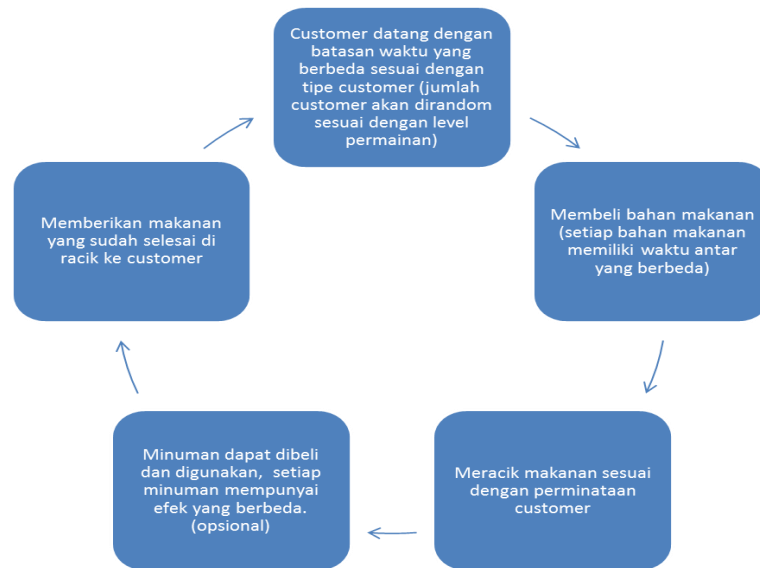 Customer datang dengan
batasan waktu yang
berbeda sesuai dengan
tipe customer (jumlah
customer akan dirandom
sesuai dengan level
permainan)
Membeli bahan makanan
(setiap bahan makanan
memiliki waktu antar
yang berbeda)
Meracik makanan sesuai
dengan perminataan
customer
Minuman dapat dibeli
dan digunakan,  setiap
minuman mempunyai
efek yang berbeda.
(opsional)
Memberikan makanan
yang sudah selesai di
racik ke customer